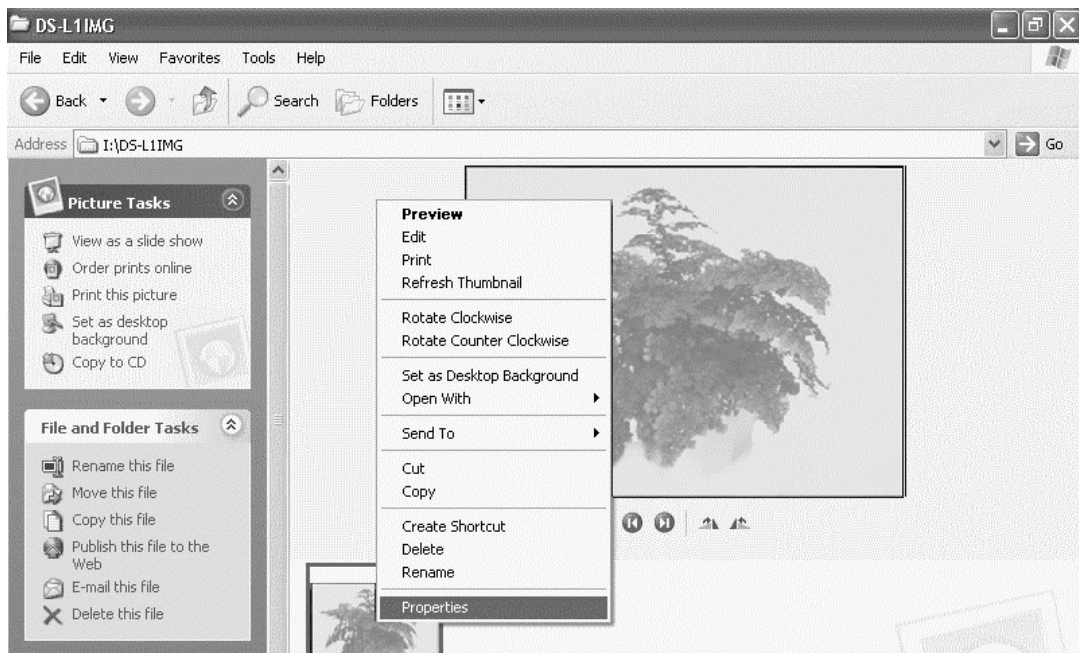 DS-L1IMG
File Edit View Favorites Tools Help
Back Search Folders
Address I:\DS-L1IMG Go
Picture Tasks
View as a slide show
Order prints online
Print this picture
Set as desktop
background
Copy to CD
File and Folder Tasks
Rename this file
Move this file
Copy this file
Publish this file to the
Web
E-mail this file
Delete this file
Preview
Edit
Print
Refresh Thumbnail
Rotate Clockwise
Rotate Counter Clockwise
Set as Desktop Background
Open With
Send To
Cut
Copy
Create Shortcut
Delete
Rename
Properties